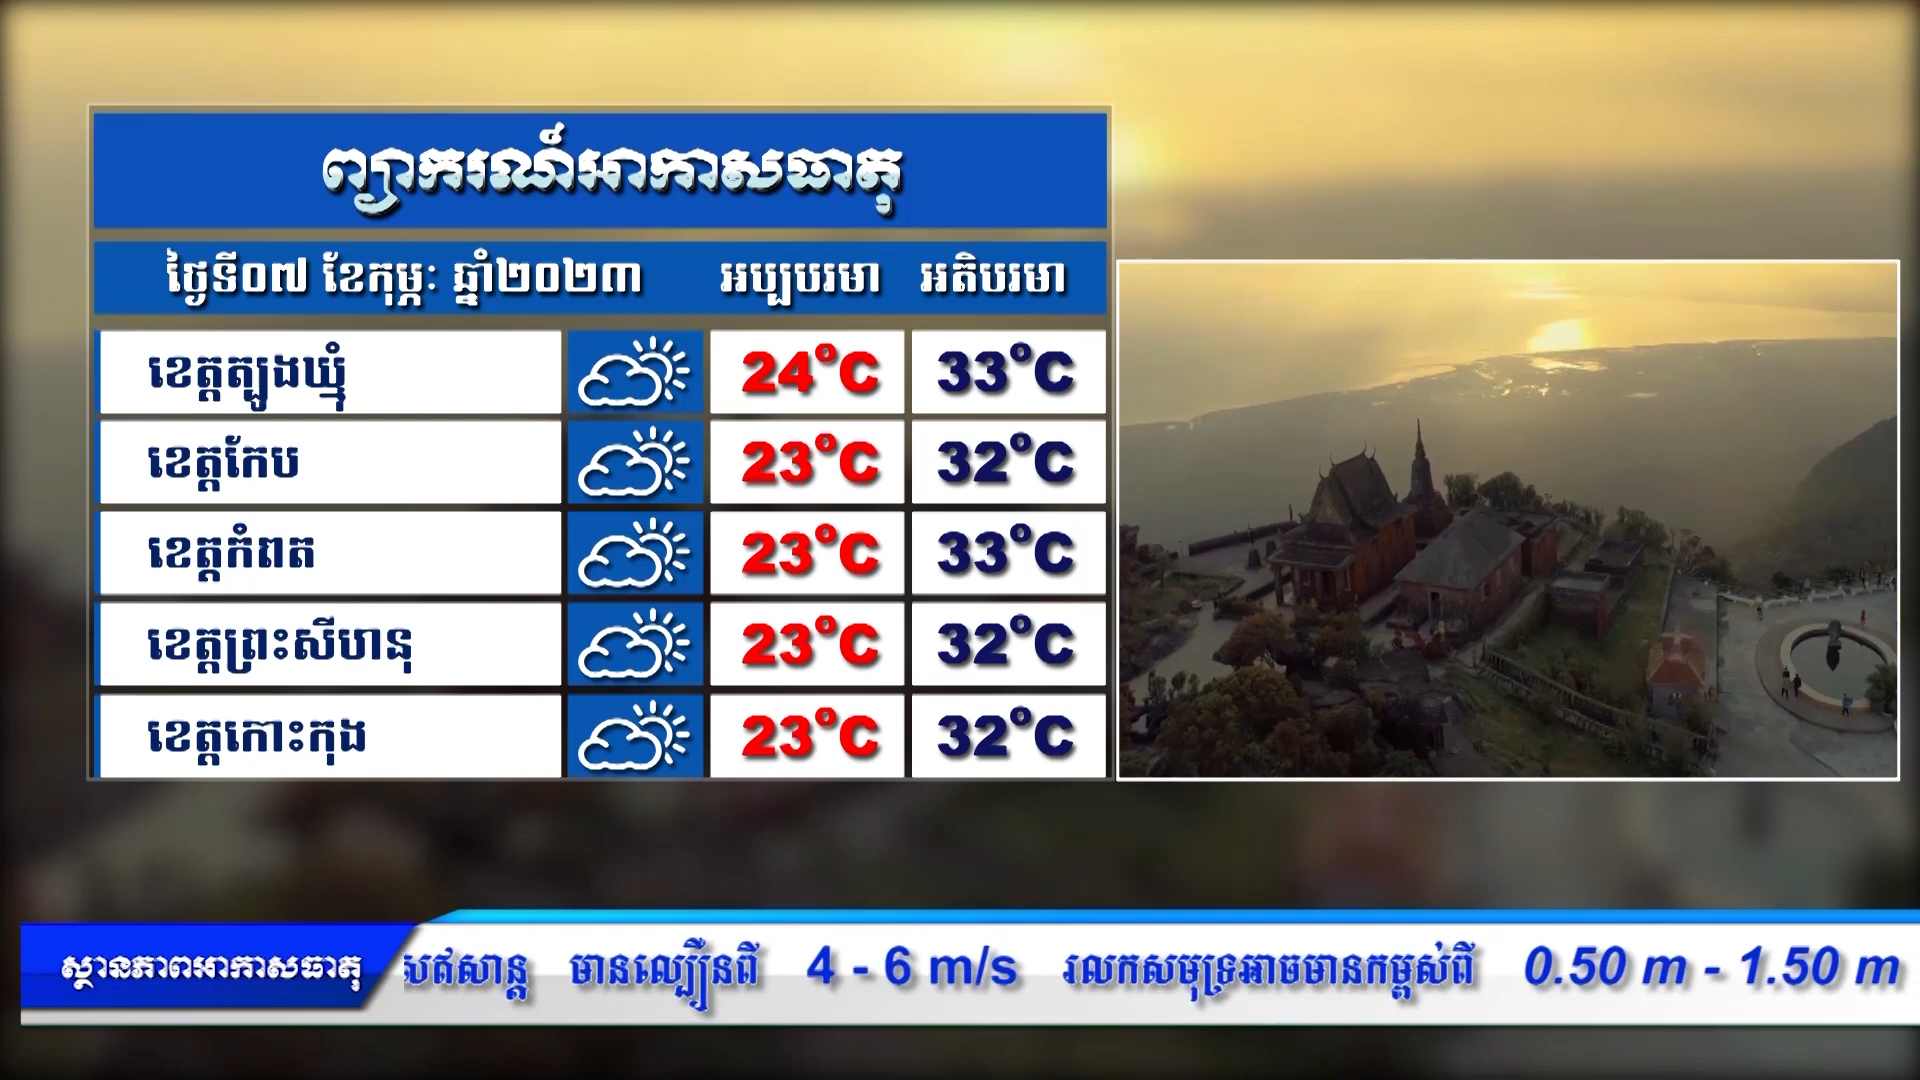 ព្យាករណ៍អាកាសធាតុ
ថ្ងៃទី០៧ ខែកុម្ភៈ ឆ្នាំ២០២៣ អប្បបរមា អតិបរមា
ខេត្តត្បូងឃ្មុំ 24°C 33°C
ខេត្តកែប 23°C 32°C
ខេត្តកំពត 23°C 33°C
ខេត្តព្រះសីហនុ 23°C 32°C
ខេត្តកោះកុង 23°C 32°C
ស្ថានភាពអាកាសធាតុ
មានល្បឿនពី 4 - 6 m/s រលកសមុទ្រអាចមានកម្ពស់ពី 0.50 m - 1.50 m